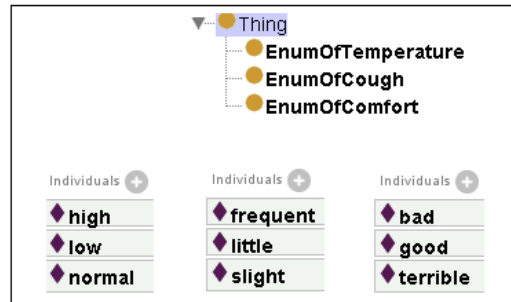 Thing
EnumOfTemperature
EnumOfCough
EnumOfComfort
Individuals
high
low
normal
Individuals
frequent
little
slight
Individuals
bad
good
terrible